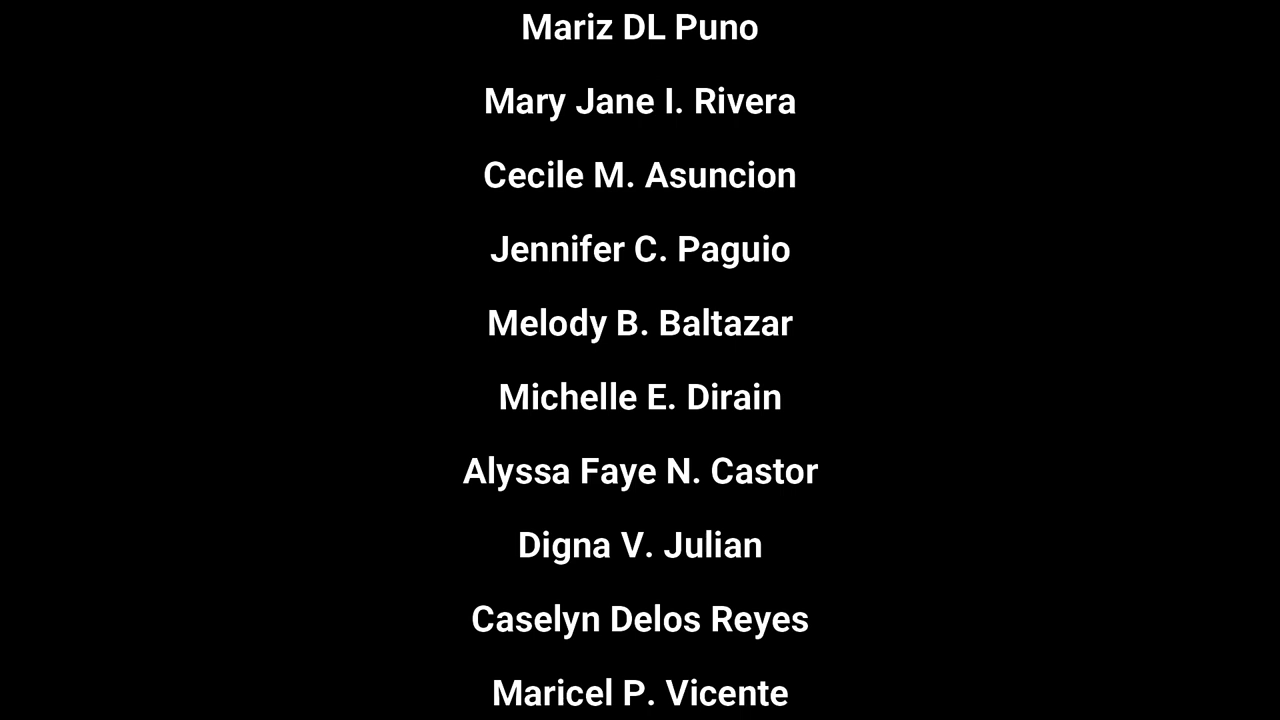 Mariz DL Puno
Mary Jane I. Rivera
Cecile M. Asuncion
Jennifer C. Paguio
Melody B. Baltazar
Michelle E. Dirain
Alyssa Faye N. Castor
Digna V. Julian
Caselyn Delos Reyes
Maricel P. Vicente